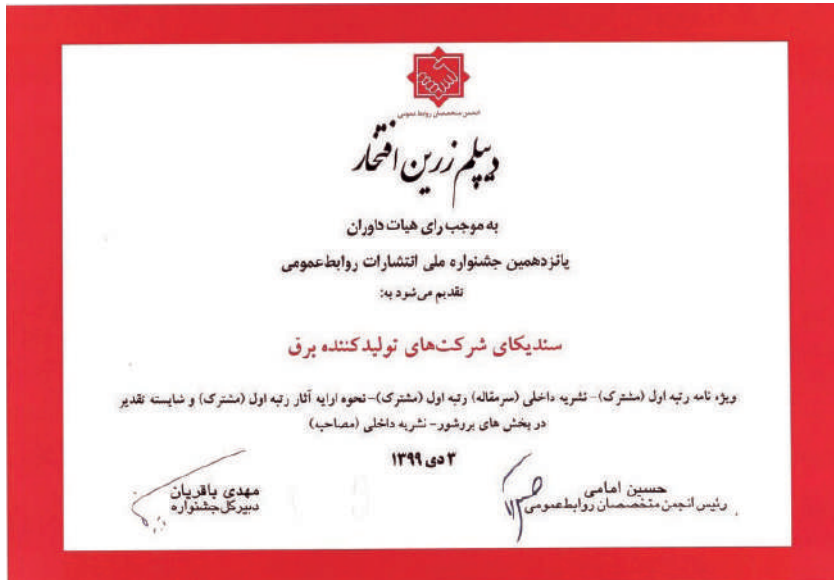 انجمن متخصصان روابط عمومی
دیپلم زرین افتخار
به موجب رای هیات داوران
پانزدهمین جشنواره ملی انتشارات روابط‌عمومی
تقدیم می‌شود به:
سندیکای شرکت‌های تولیدکننده برق
ویژه نامه رتبه اول (مشترک)- نشریه داخلی (سرمقاله) رتبه اول (مشترک)-نحوه ارایه آثار رتبه اول (مشترک) و شایسته تقدیر
در بخش های بروشور- نشریه داخلی (مصاحبه)
۳ دی ۱۳۹۹
حسین امامی
رئیس انجمن متخصصان روابط‌عمومی
مهدی باقریان
دبیرکل جشنواره